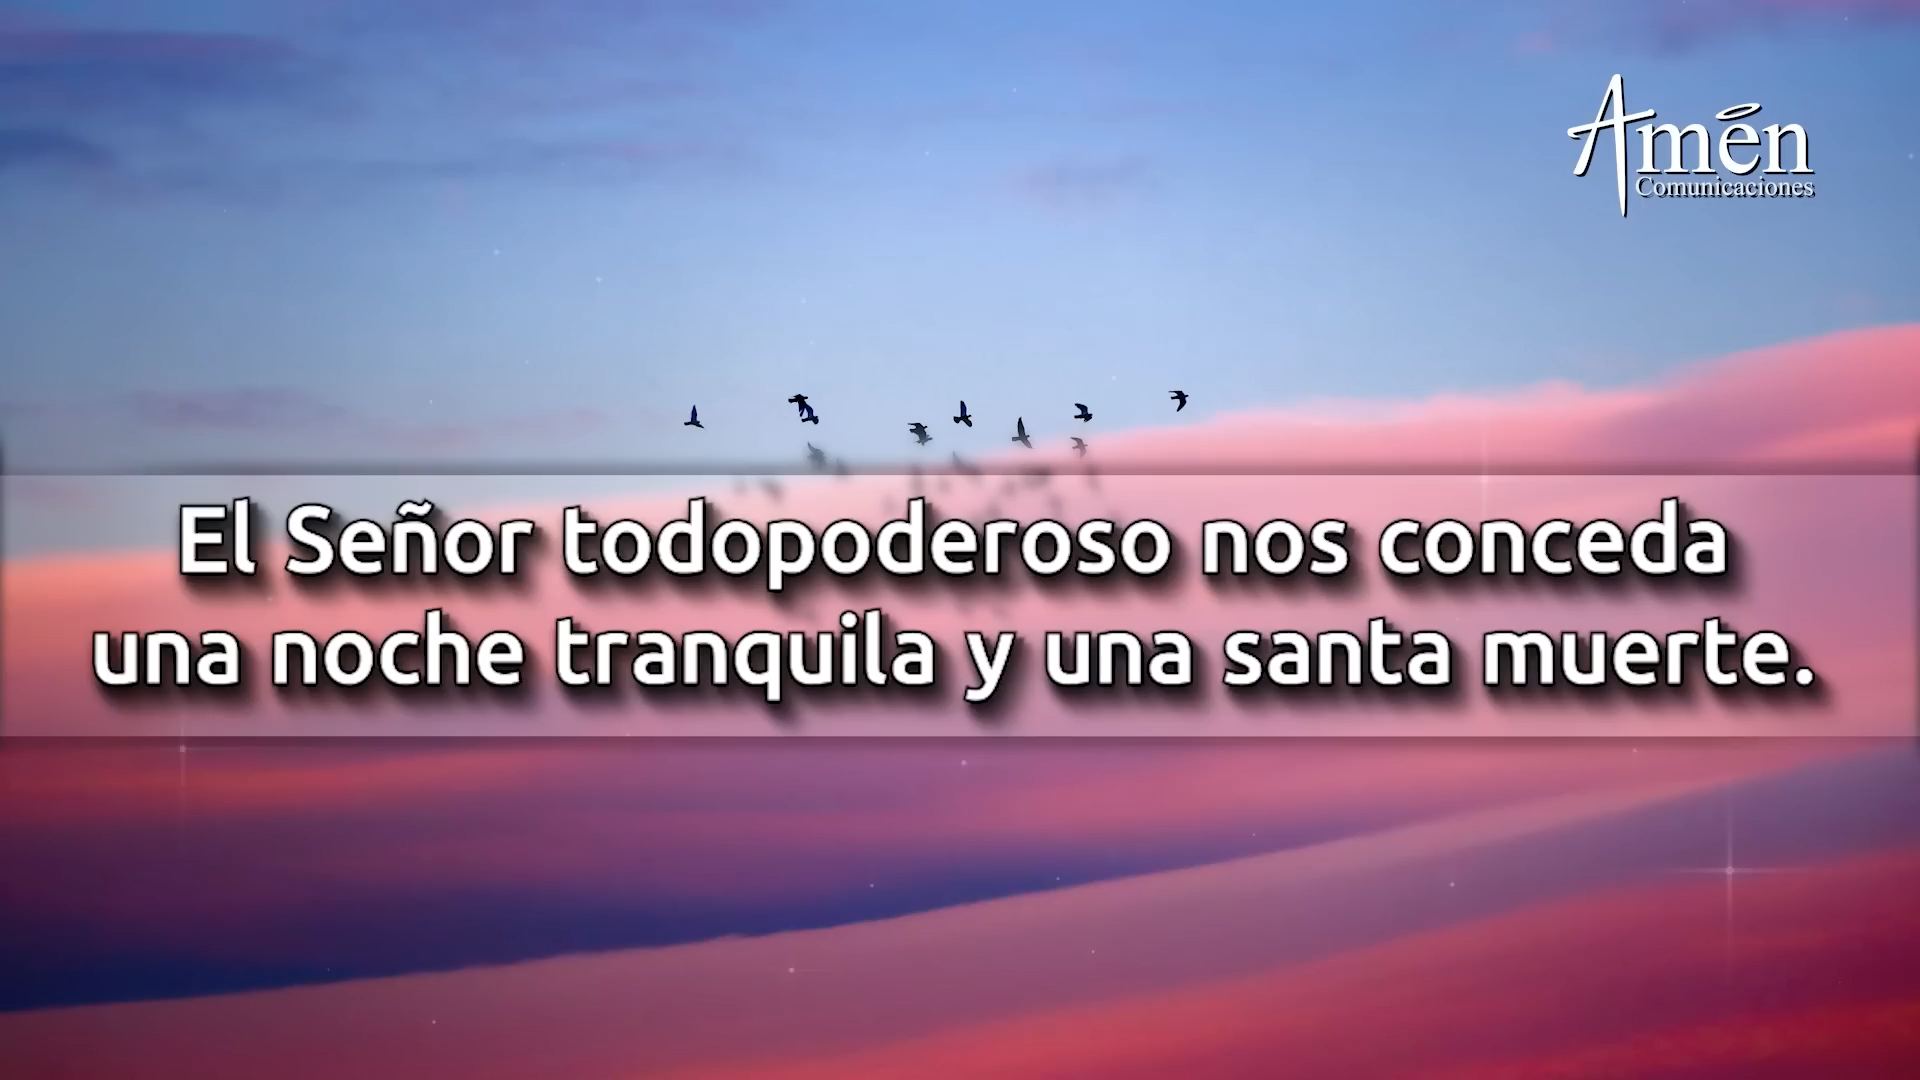 Amén
Comunicaciones
El Señor todopoderoso nos conceda
una noche tranquila y una santa muerte.